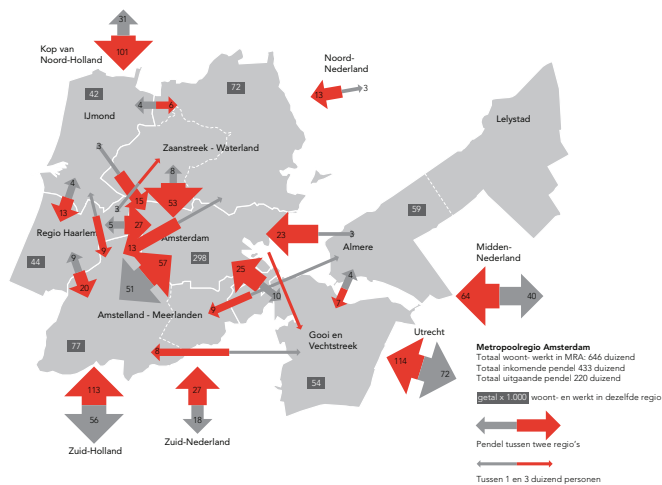 31
Kop van
Noord-Holland
101
Noord-
Nederland
13
3
42
72
4
6
IJmond
Lelystad
3
Zaanstreek - Waterland
8
4
15
53
3
13
5
27
59
Regio Haarlem
9
13
Amsterdam
23
3
Almere
44
9
57
298
25
4
Midden-
Nederland
20
51
10
7
64
40
9
Amstelland - Meerlanden
Gooi en
Vechtstreek
Utrecht
77
8
114
72
54
Metropoolregio Amsterdam
Totaal woont- werkt in MRA: 646 duizend
Totaal inkomende pendel 433 duizend
Totaal uitgaande pendel 220 duizend
getal x 1.000 woont- en werkt in dezelfde regio
113
56
Zuid-Holland
27
18
Zuid-Nederland
Pendel tussen twee regio's
Tussen 1 en 3 duizend personen